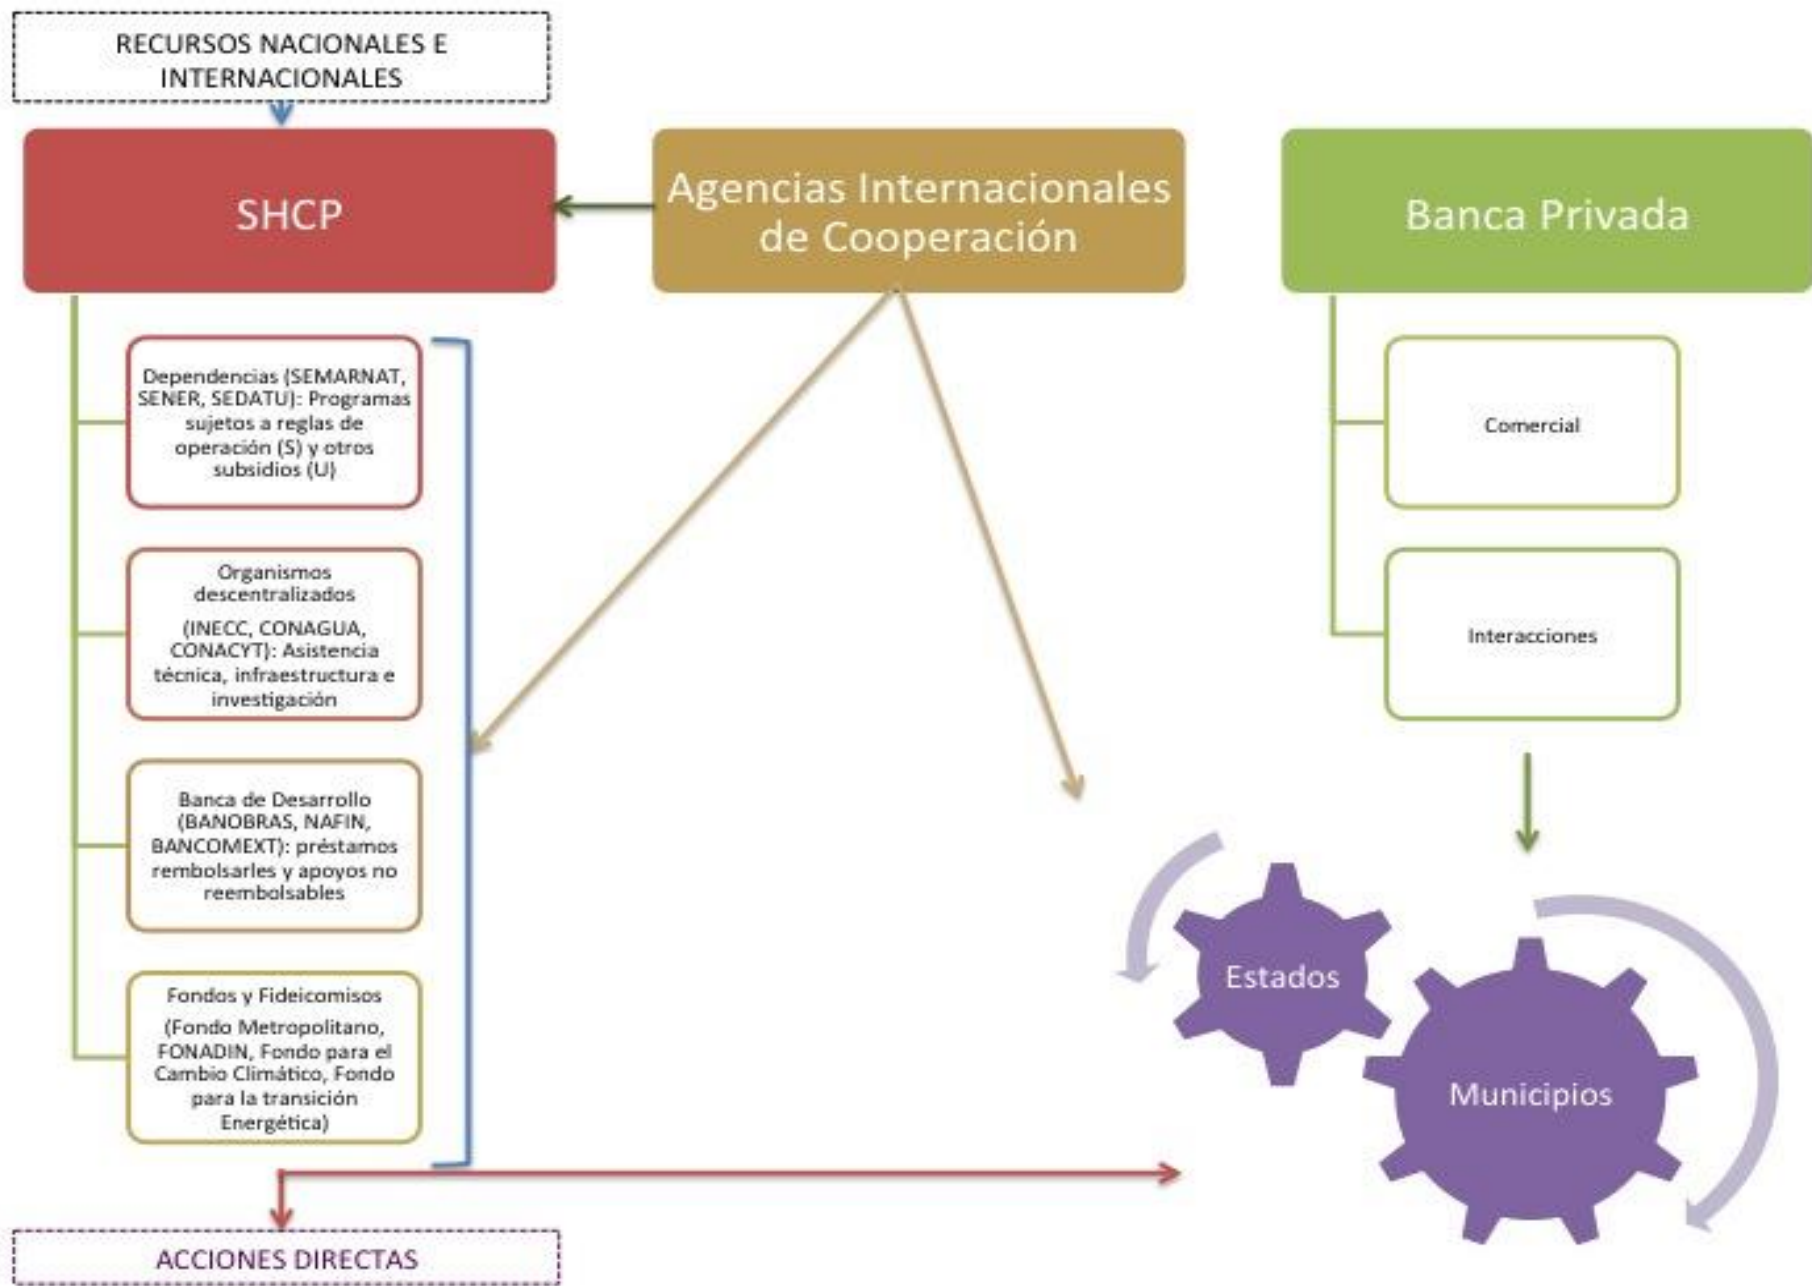 RECURSOS NACIONALES E
INTERNACIONALES
SHCP
Agencias Internacionales
de Cooperación
Banca Privada
Dependencias (SEMARNAT,
SENER, SEDATU): Programas
sujetos a reglas de
operación (S) y otros
subsidios (U)
Organismos
descentralizados
(INECC, CONAGUA,
CONACYT): Asistencia
técnica, infraestructura e
investigación
Banca de Desarrollo
(BANOBRAS, NAFIN,
BANCOMEXT): préstamos
rembolsarles y apoyos no
reembolsables
Fondos y Fideicomisos
(Fondo Metropolitano,
FONADIN, Fondo para el
Cambio Climático, Fondo
para la transición
Energética)
Comercial
Interacciones
Estados
Municipios
ACCIONES DIRECTAS